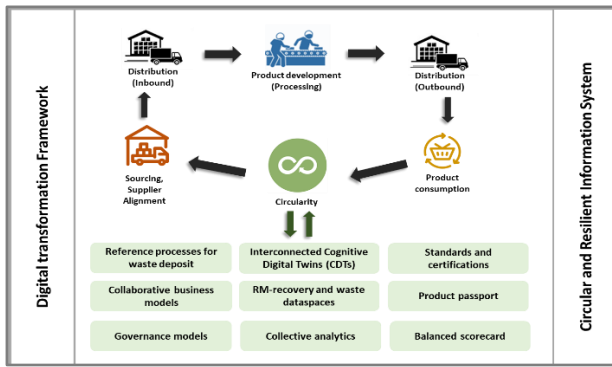 Digital transformation Framework
Distribution
(Inbound)
Product development
(Processing)
Distribution
(Outbound)
Sourcing,
Supplier
Alignment
Circularity
Product
consumption
Reference processes for
waste deposit
Interconnected Cognitive
Digital Twins (CDTs)
Standards and
certifications
Collaborative business
models
RM-recovery and waste
dataspaces
Product passport
Governance models
Collective analytics
Balanced scorecard
Circular and Resilient Information System